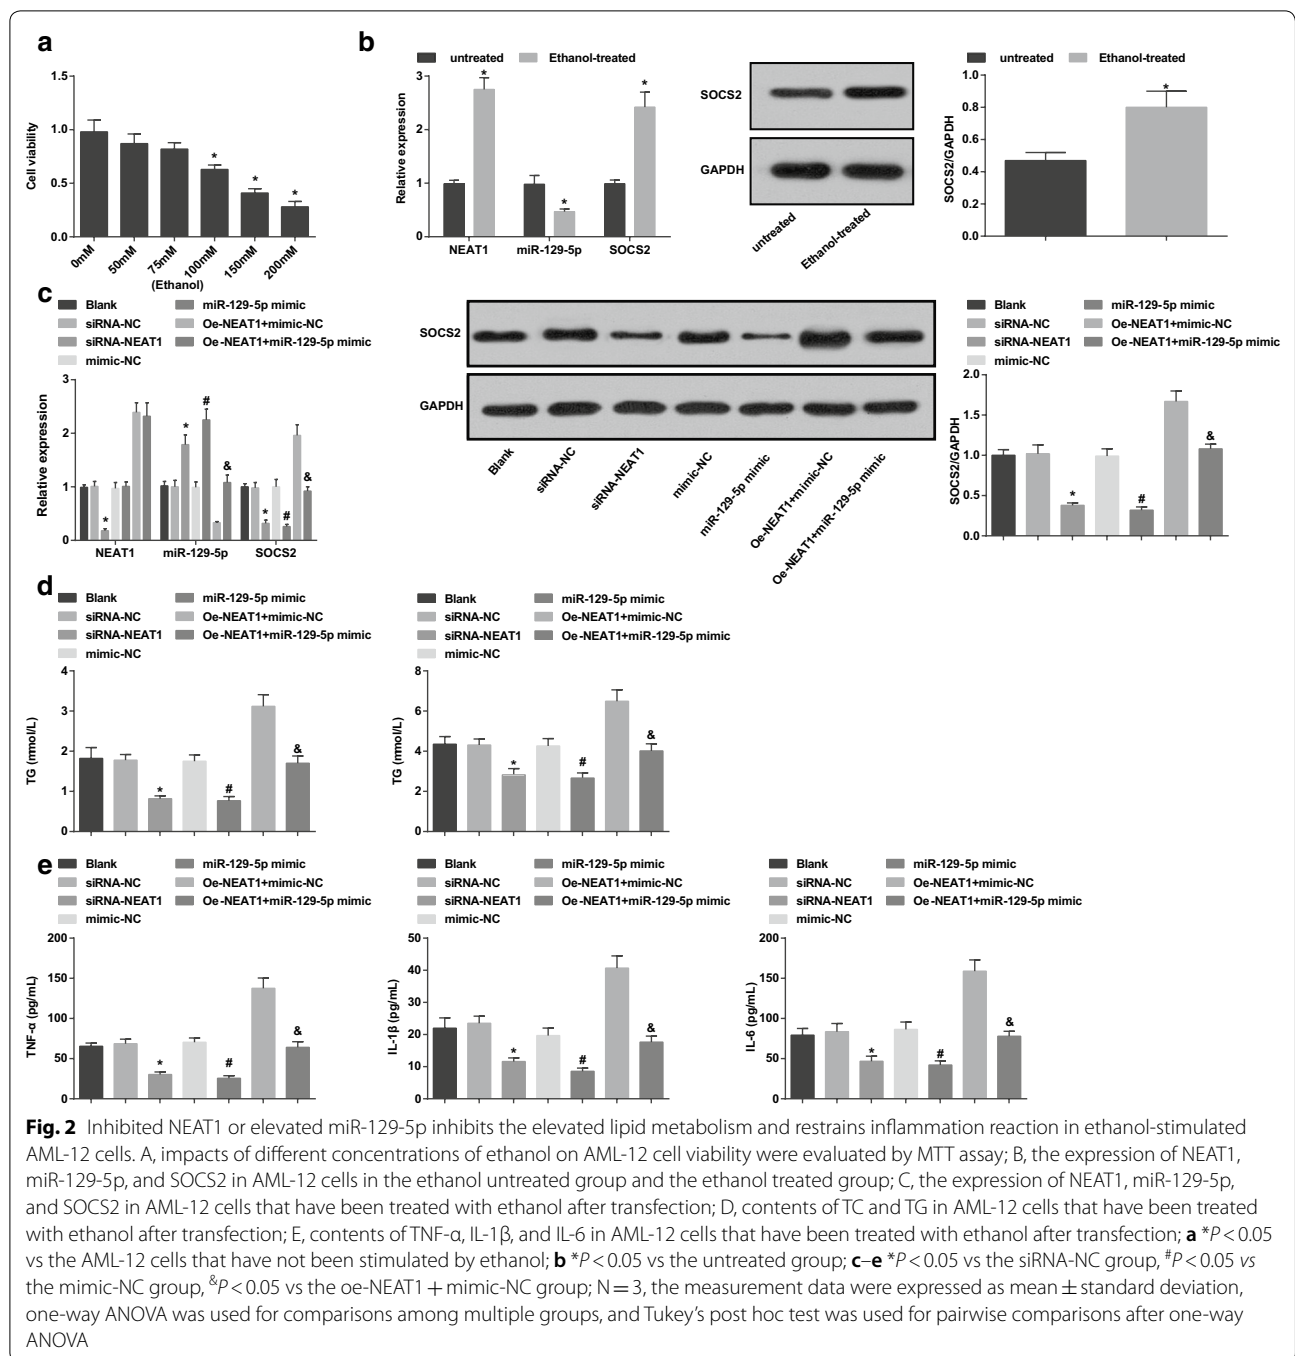 a
1.5
1.0
0.5
0.0
Cell viability
*
*
*
0mM
50mM
75mM
100mM
150mM
200mM
(Ethanol)
b
untreated
Ethanol-treated
3
2
1
0
Relative expression
*
*
*
NEAT1
miR-129-5p
SOCS2
SOCS2
GAPDH
untreated
Ethanol-treated
untreated
Ethanol-treated
1.0
0.8
0.6
0.4
0.2
0.0
SOCS2/GAPDH
*
c
Blank
siRNA-NC
siRNA-NEAT1
mimic-NC
miR-129-5p mimic
Oe-NEAT1+mimic-NC
Oe-NEAT1+miR-129-5p mimic
3
2
1
0
Relative expression
*
*
#
&
*
#
&
NEAT1
miR-129-5p
SOCS2
SOCS2
GAPDH
Blank
siRNA-NC
siRNA-NEAT1
mimic-NC
miR-129-5p mimic
Oe-NEAT1+mimic-NC
Oe-NEAT1+miR-129-5p mimic
Blank
siRNA-NC
siRNA-NEAT1
mimic-NC
miR-129-5p mimic
Oe-NEAT1+mimic-NC
Oe-NEAT1+miR-129-5p mimic
2.0
1.5
1.0
0.5
0.0
SOCS2/GAPDH
*
#
&
d
Blank
siRNA-NC
siRNA-NEAT1
mimic-NC
miR-129-5p mimic
Oe-NEAT1+mimic-NC
Oe-NEAT1+miR-129-5p mimic
4
3
2
1
0
TG (mmol/L)
*
#
&
Blank
siRNA-NC
siRNA-NEAT1
mimic-NC
miR-129-5p mimic
Oe-NEAT1+mimic-NC
Oe-NEAT1+miR-129-5p mimic
8
6
4
2
0
TG (mmol/L)
*
#
&
e
Blank
siRNA-NC
siRNA-NEAT1
mimic-NC
miR-129-5p mimic
Oe-NEAT1+mimic-NC
Oe-NEAT1+miR-129-5p mimic
200
150
100
50
0
TNF-α (pg/mL)
*
#
&
Blank
siRNA-NC
siRNA-NEAT1
mimic-NC
miR-129-5p mimic
Oe-NEAT1+mimic-NC
Oe-NEAT1+miR-129-5p mimic
50
40
30
20
10
0
IL-1β (pg/mL)
*
#
&
Blank
siRNA-NC
siRNA-NEAT1
mimic-NC
miR-129-5p mimic
Oe-NEAT1+mimic-NC
Oe-NEAT1+miR-129-5p mimic
200
150
100
50
0
IL-6 (pg/mL)
*
#
&
Fig. 2 Inhibited NEAT1 or elevated miR-129-5p inhibits the elevated lipid metabolism and restrains inflammation reaction in ethanol-stimulated
AML-12 cells. A, impacts of different concentrations of ethanol on AML-12 cell viability were evaluated by MTT assay; B, the expression of NEAT1,
miR-129-5p, and SOCS2 in AML-12 cells in the ethanol untreated group and the ethanol treated group; C, the expression of NEAT1, miR-129-5p,
and SOCS2 in AML-12 cells that have been treated with ethanol after transfection; D, contents of TC and TG in AML-12 cells that have been treated
with ethanol after transfection; E, contents of TNF-α, IL-1β, and IL-6 in AML-12 cells that have been treated with ethanol after transfection; a *P < 0.05
vs the AML-12 cells that have not been stimulated by ethanol; b *P < 0.05 vs the untreated group; c–e *P < 0.05 vs the siRNA-NC group, #P < 0.05 vs
the mimic-NC group, &P < 0.05 vs the oe-NEAT1 + mimic-NC group; N = 3, the measurement data were expressed as mean ± standard deviation,
one-way ANOVA was used for comparisons among multiple groups, and Tukey's post hoc test was used for pairwise comparisons after one-way
ANOVA